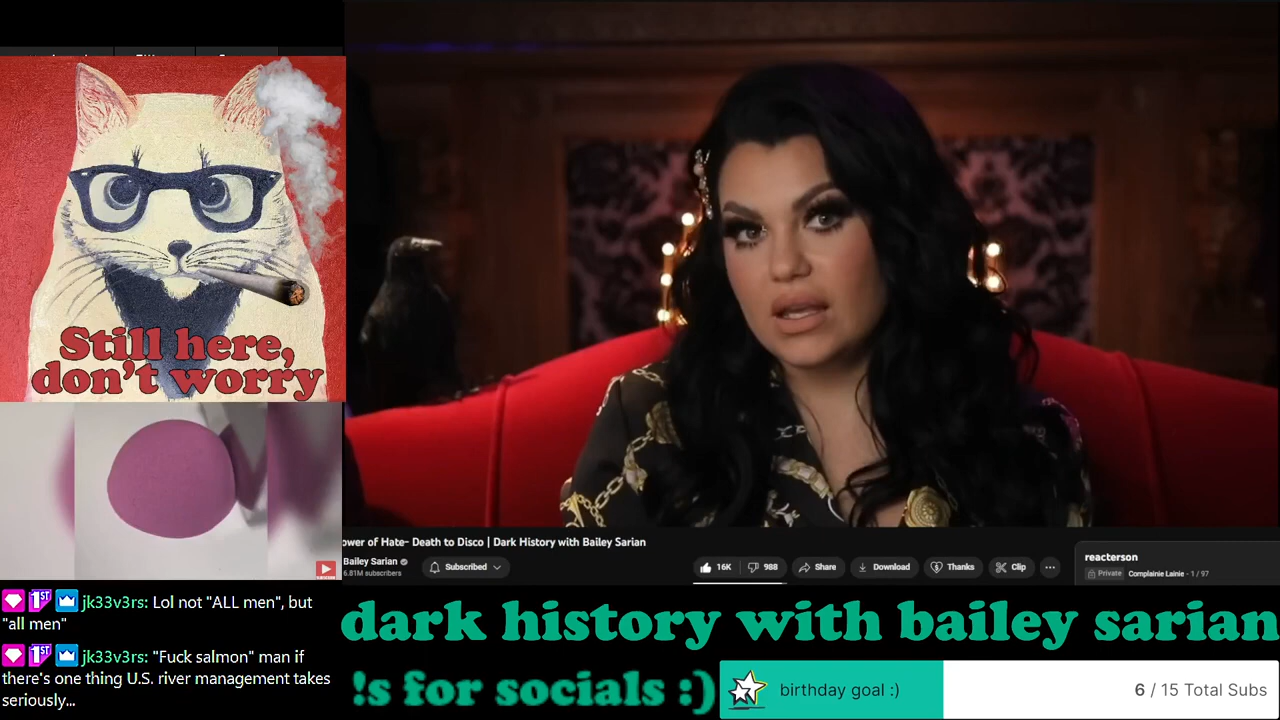 Still here,
don't worry
ower of Hate- Death to Disco | Dark History with Bailey Sarian
Bailey Sarian
6.81M subscribers
Subscribed
16K
988
Share
Download
Thanks
Clip
reacterson
Private
Complainie Lainie - 1 / 97
jk33v3rs: Lol not "ALL men", but
"all men"
jk33v3rs: "Fuck salmon" man if
there's one thing U.S. river management takes
seriously...
dark history with bailey sarian
!s for socials :)
birthday goal :)
6 / 15 Total Subs